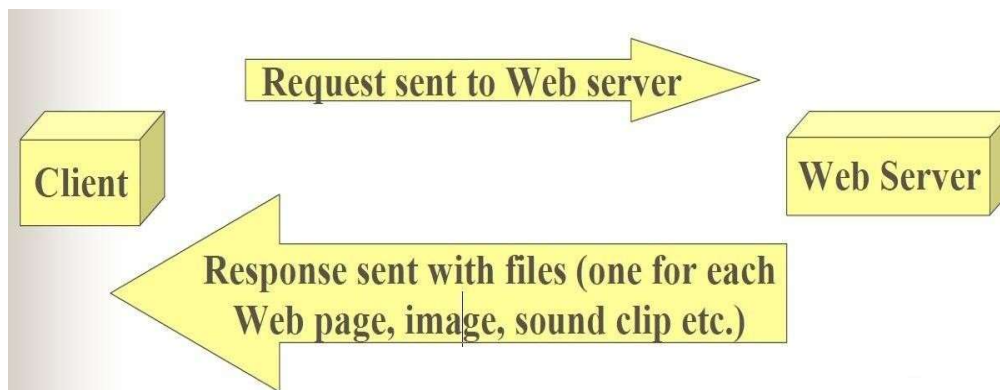 Request sent to Web server
Client
Web Server
Response sent with files (one for each
Web page, image, sound clip etc.)